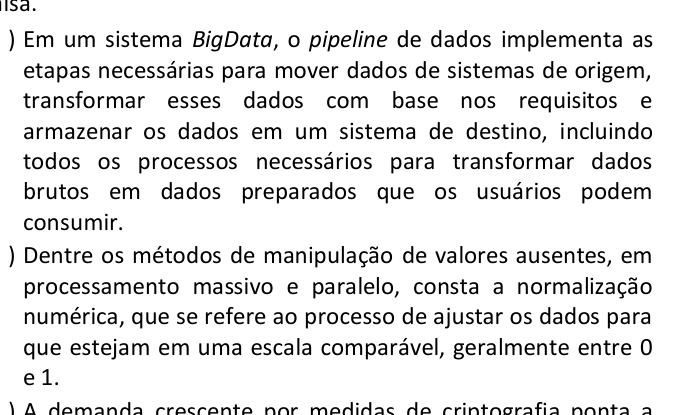 ) Em um sistema BigData, o pipeline de dados implementa as
etapas necessárias para mover dados de sistemas de origem,
transformar esses dados com base nos requisitos e
armazenar os dados em um sistema de destino, incluindo
todos os processos necessários para transformar dados
brutos em dados preparados que os usuários podem
consumir.
) Dentre os métodos de manipulação de valores ausentes, em
processamento massivo e paralelo, consta a normalização
numérica, que se refere ao processo de ajustar os dados para
que estejam em uma escala comparável, geralmente entre 0
e 1.
) A demanda crescente por medidas de criptografia ponta a